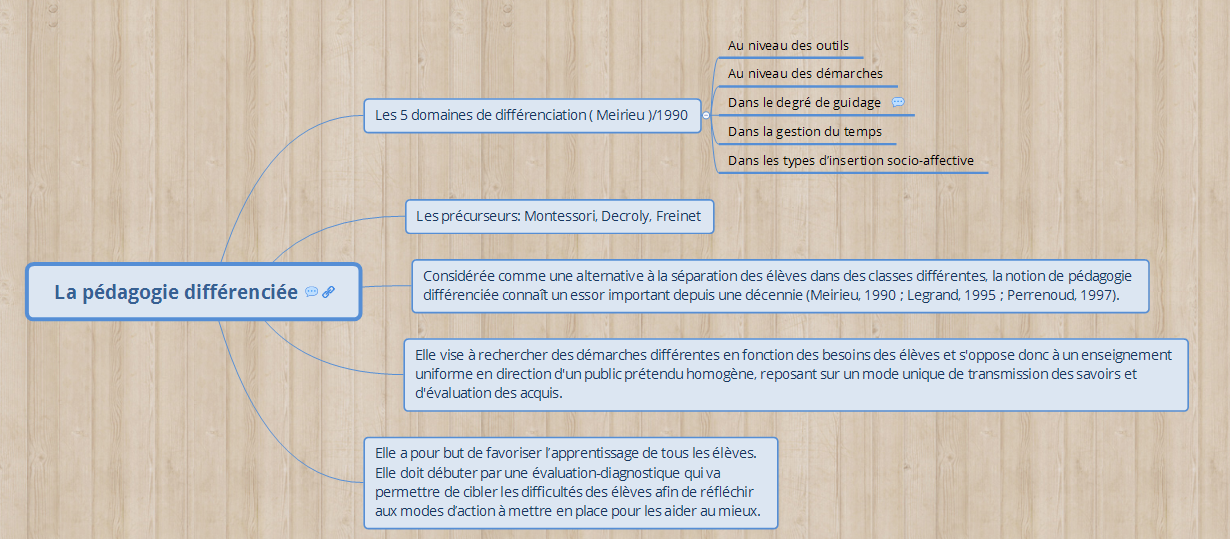 La pédagogie différenciée
Les 5 domaines de différenciation ( Meirieu )/1990
Au niveau des outils
Au niveau des démarches
Dans le degré de guidage
Dans la gestion du temps
Dans les types d'insertion socio-affective
Les précurseurs: Montessori, Decroly, Freinet
Considérée comme une alternative à la séparation des élèves dans des classes différentes, la notion de pédagogie
différenciée connaît un essor important depuis une décennie (Meirieu, 1990 ; Legrand, 1995 ; Perrenoud, 1997).
Elle vise à rechercher des démarches différentes en fonction des besoins des élèves et s'oppose donc à un enseignement
uniforme en direction d'un public prétendu homogène, reposant sur un mode unique de transmission des savoirs et
d'évaluation des acquis.
Elle a pour but de favoriser l'apprentissage de tous les élèves.
Elle doit débuter par une évaluation-diagnostique qui va
permettre de cibler les difficultés des élèves afin de réfléchir
aux modes d'action à mettre en place pour les aider au mieux.